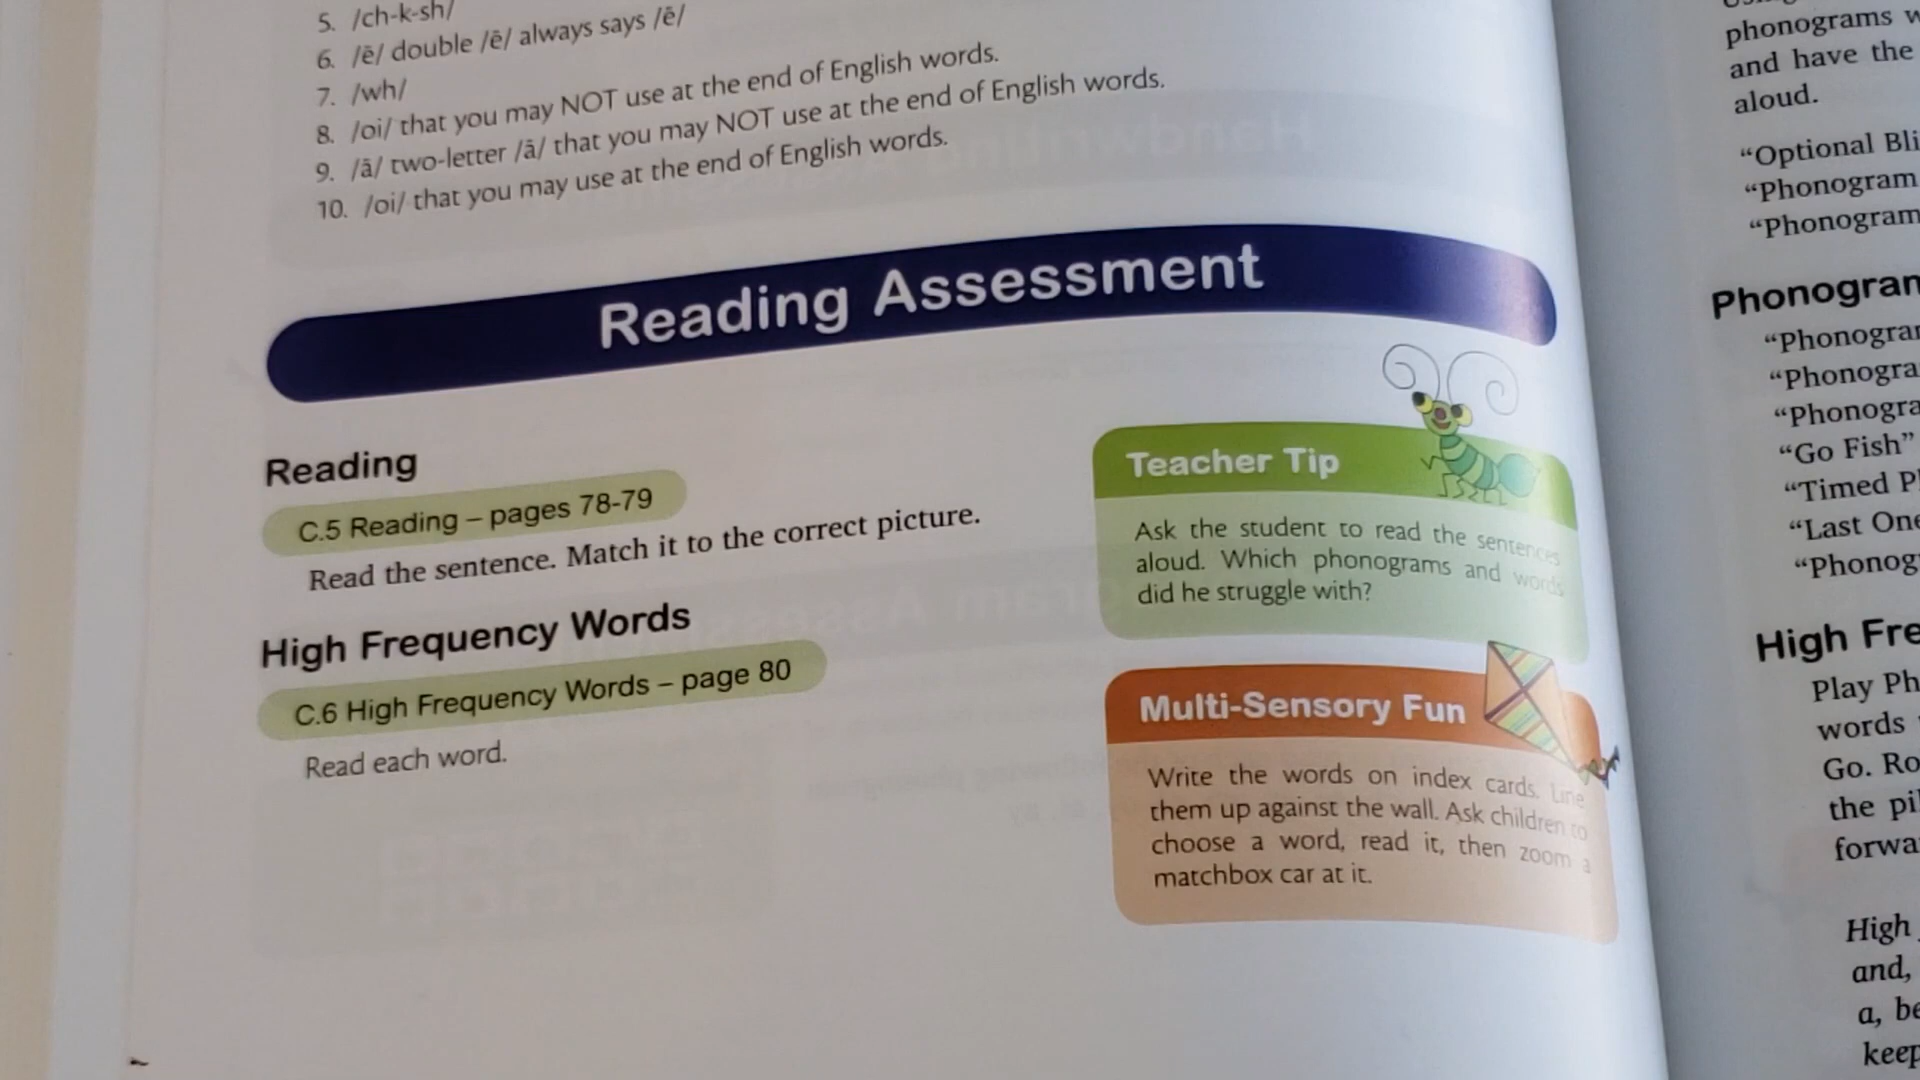 5. /ch-k-sh/
6. /ē/ double /ē/ always says /ē/
7. /wh/
8. /oi/ that you may NOT use at the end of English words.
9. /ā/ two-letter /ā/ that you may NOT use at the end of English words.
10. /oi/ that you may use at the end of English words.
Reading Assessment
Reading
C.5 Reading – pages 78-79
Read the sentence. Match it to the correct picture.
High Frequency Words
C.6 High Frequency Words – page 80
Read each word.
Teacher Tip
Ask the student to read the sentences
aloud. Which phonograms and words
did he struggle with?
Multi-Sensory Fun
Write the words on index cards. Line
them up against the wall. Ask children to
choose a word, read it, then zoom a
matchbox car at it.
phonograms
and have the
aloud.
“Optional
“Phonogram
“Phonogram
“Go Fish”
“Timed
“Last One
High
Play
words
Go.
the
High
and,
a,
keep